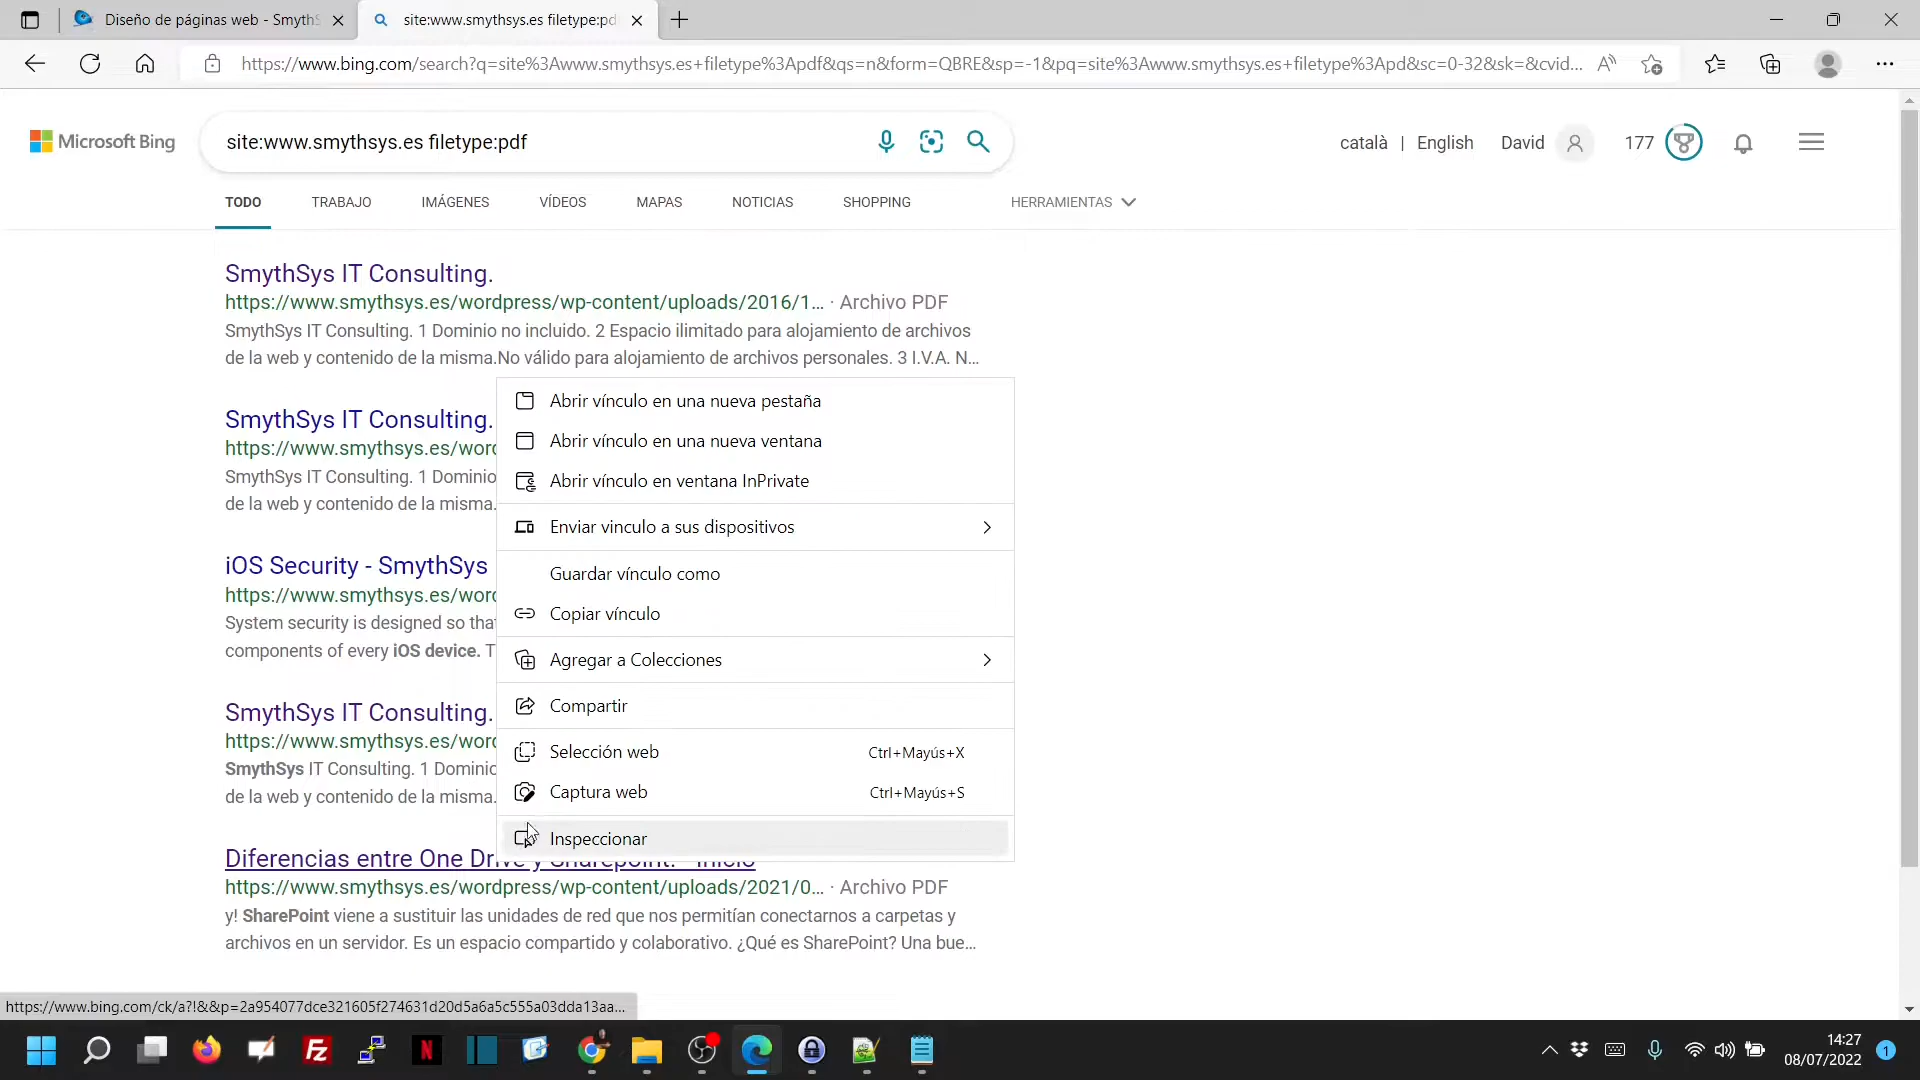 Diseño de páginas web - SmythS
site:www.smythsys.es filetype:pd
https://www.bing.com/search?q=site%3Awww.smythsys.es+filetype%3Apdf&qs=n&form=QBRE&sp=-1&pq=site%3Awww.smythsys.es+filetype%3Apd&sc=0-32&sk=&cvid...
Microsoft Bing
site:www.smythsys.es filetype:pdf
català | English
David
177
TODO
TRABAJO
IMÁGENES
VÍDEOS
MAPAS
NOTICIAS
SHOPPING
HERRAMIENTAS
SmythSys IT Consulting.
https://www.smythsys.es/wordpress/wp-content/uploads/2016/1... · Archivo PDF
SmythSys IT Consulting. 1 Dominio no incluido. 2 Espacio ilimitado para alojamiento de archivos
de la web y contenido de la misma.No válido para alojamiento de archivos personales. 3 I.V.A. N...
SmythSys IT Consulting.
https://www.smythsys.es/word
SmythSys IT Consulting. 1 Dominio
de la web y contenido de la misma.
iOS Security - SmythSys
https://www.smythsys.es/word
System security is designed so that
components of every iOS device. T
SmythSys IT Consulting.
https://www.smythsys.es/word
SmythSys IT Consulting. 1 Dominio
de la web y contenido de la misma.
Abrir vínculo en una nueva pestaña
Abrir vínculo en una nueva ventana
Abrir vínculo en ventana InPrivate
Enviar vinculo a sus dispositivos
Guardar vínculo como
Copiar vínculo
Agregar a Colecciones
Compartir
Selección web Ctrl+Mayús+X
Captura web Ctrl+Mayús+S
Inspeccionar
Diferencias entre One Drive y Sharepoint. - Inicio
https://www.smythsys.es/wordpress/wp-content/uploads/2021/0... · Archivo PDF
y! SharePoint viene a sustituir las unidades de red que nos permitían conectarnos a carpetas y
archivos en un servidor. Es un espacio compartido y colaborativo. ¿Qué es SharePoint? Una bue...
https://www.bing.com/ck/a?!&&p=2a954077dce321605f274631d20d5a6a5c555a03dda13aa...
14:27
08/07/2022
1